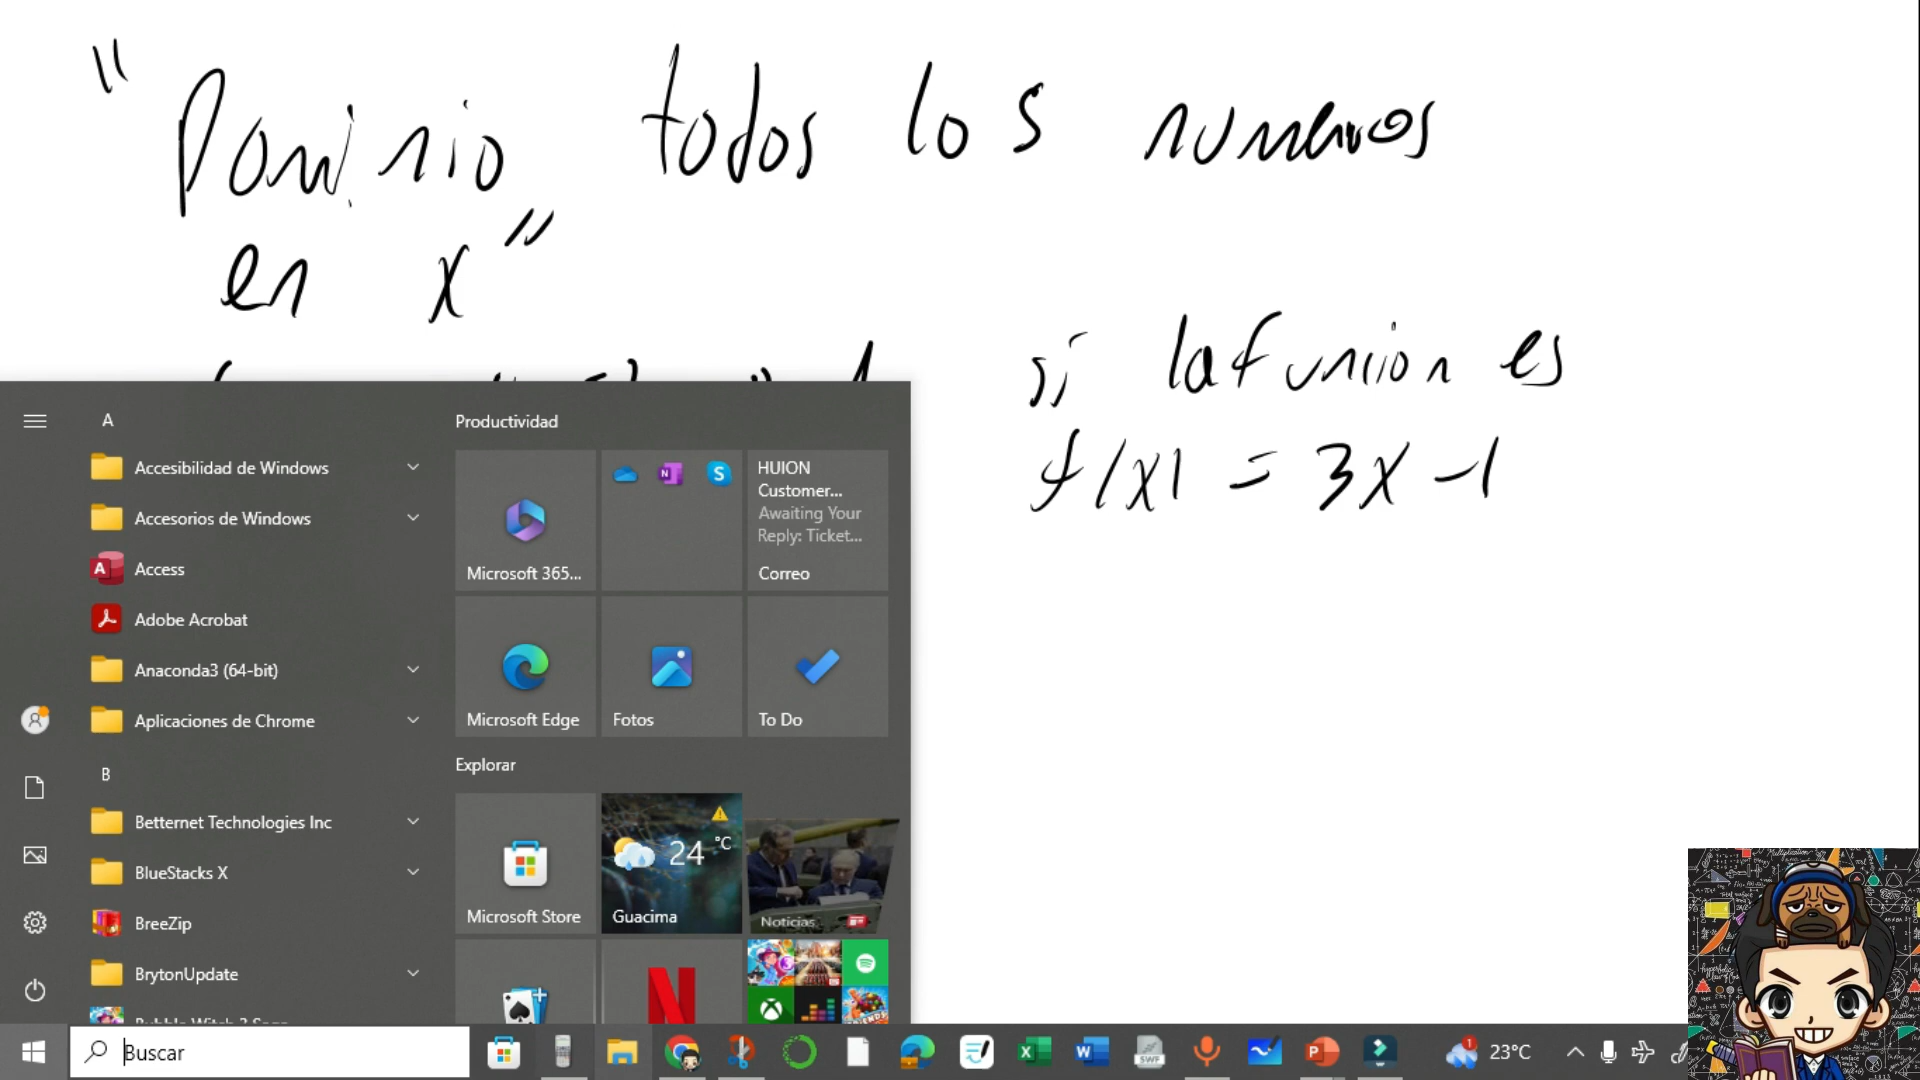 "Dominio todos los numeros
en x"
si la funcion es
f(x) = 3x - 1
A
Accesibilidad de Windows
Accesorios de Windows
Access
Adobe Acrobat
Anaconda3 (64-bit)
Aplicaciones de Chrome
B
Betternet Technologies Inc
BlueStacks X
BreeZip
BrytonUpdate
Productividad
HUION
Customer...
Awaiting Your
Reply: Ticket...
Microsoft 365...
Correo
Microsoft Edge
Fotos
To Do
Explorar
24 °C
Microsoft Store
Guacima
Noticias
Buscar
23°C